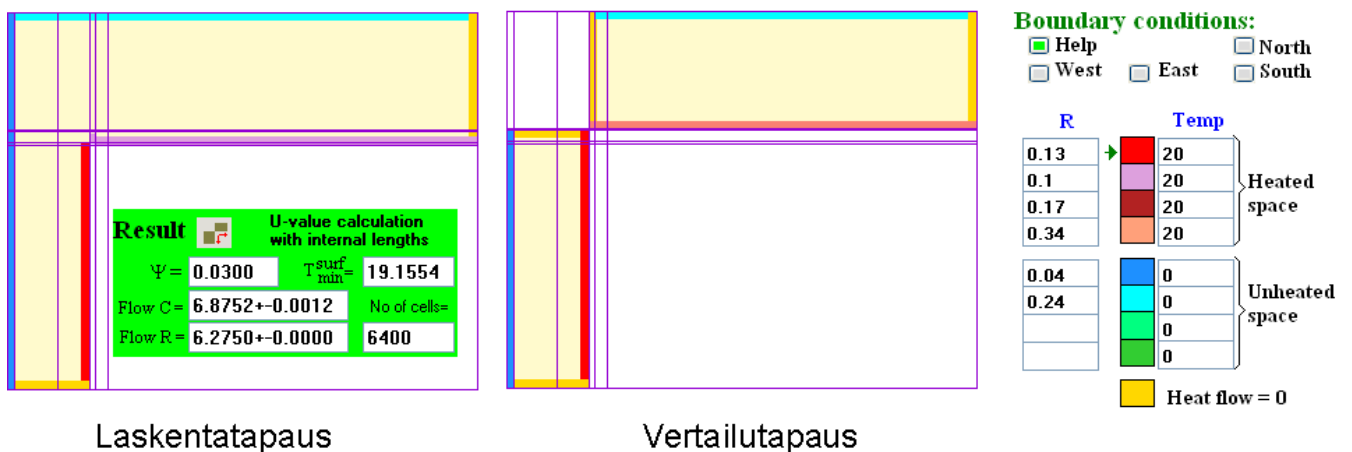 Boundary conditions:
Help
North
West
East
South
R
Temp
0.13
20
0.1
20
0.17
20
0.34
20
Heated
space
0.04
0
0.24
0
0
0
Unheated
space
Heat flow = 0
Result
U-value calculation
with internal lengths
Ψ = 0.0300
T surf min = 19.1554
Flow C = 6.8752+-0.0012
No of cells=
Flow R = 6.2750+-0.0000
6400
Laskentatapaus
Vertailutapaus